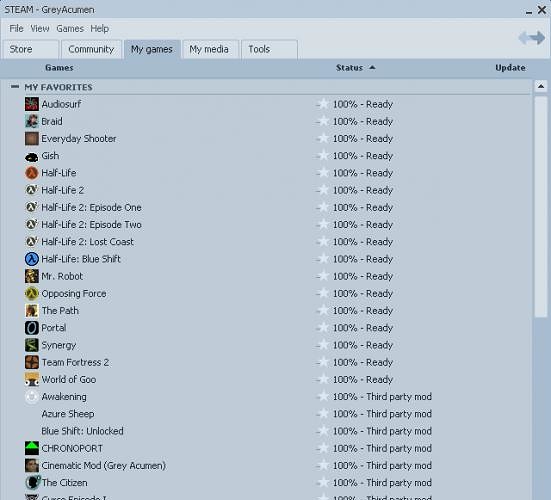 STEAM - GreyAcumen
File View Games Help
Store Community My games My media Tools
Games Status Update
MY FAVORITES
Audiosurf 100% - Ready
Braid 100% - Ready
Everyday Shooter 100% - Ready
Gish 100% - Ready
Half-Life 100% - Ready
Half-Life 2 100% - Ready
Half-Life 2: Episode One 100% - Ready
Half-Life 2: Episode Two 100% - Ready
Half-Life 2: Lost Coast 100% - Ready
Half-Life: Blue Shift 100% - Ready
Mr. Robot 100% - Ready
Opposing Force 100% - Ready
The Path 100% - Ready
Portal 100% - Ready
Synergy 100% - Ready
Team Fortress 2 100% - Ready
World of Goo 100% - Ready
Awakening 100% - Third party mod
Azure Sheep 100% - Third party mod
Blue Shift: Unlocked 100% - Third party mod
CHRONOPORT 100% - Third party mod
Cinematic Mod (Grey Acumen) 100% - Third party mod
The Citizen 100% - Third party mod
Curse Episode I 100% - Third party mod